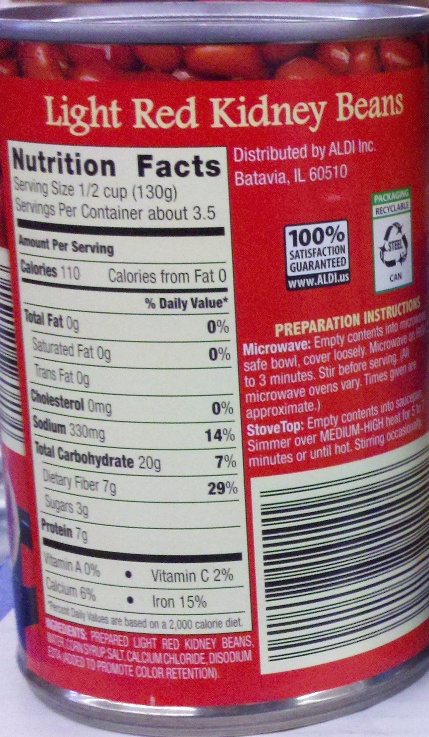 Light Red Kidney Beans
Nutrition Facts
Serving Size 1/2 cup (130g)
Servings Per Container about 3.5
Amount Per Serving
Calories 110 Calories from Fat 0
% Daily Value*
Total Fat 0g 0%
Saturated Fat 0g 0%
Trans Fat 0g
Cholesterol 0mg 0%
Sodium 330mg 14%
Total Carbohydrate 20g 7%
Dietary Fiber 7g 29%
Sugars 3g
Protein 7g
Vitamin A 0% • Vitamin C 2%
Calcium 6% • Iron 15%
*Percent Daily Values are based on a 2,000 calorie diet.
INGREDIENTS: PREPARED LIGHT RED KIDNEY BEANS,
WATER, CORN SYRUP, SALT, CALCIUM CHLORIDE, DISODIUM
EDTA (ADDED TO PROMOTE COLOR RETENTION).
Distributed by ALDI Inc.
Batavia, IL 60510
100%
SATISFACTION
GUARANTEED
www.ALDI.us
PACKAGING
RECYCLABLE
STEEL
CAN
PREPARATION INSTRUCTIONS
Microwave: Empty contents into
safe bowl, cover loosely. Microwave on
to 3 minutes. Stir before serving. (All
microwave ovens vary. Times given are
approximate.)
StoveTop: Empty contents into
Simmer over MEDIUM-HIGH heat for 5
minutes or until hot. Stirring